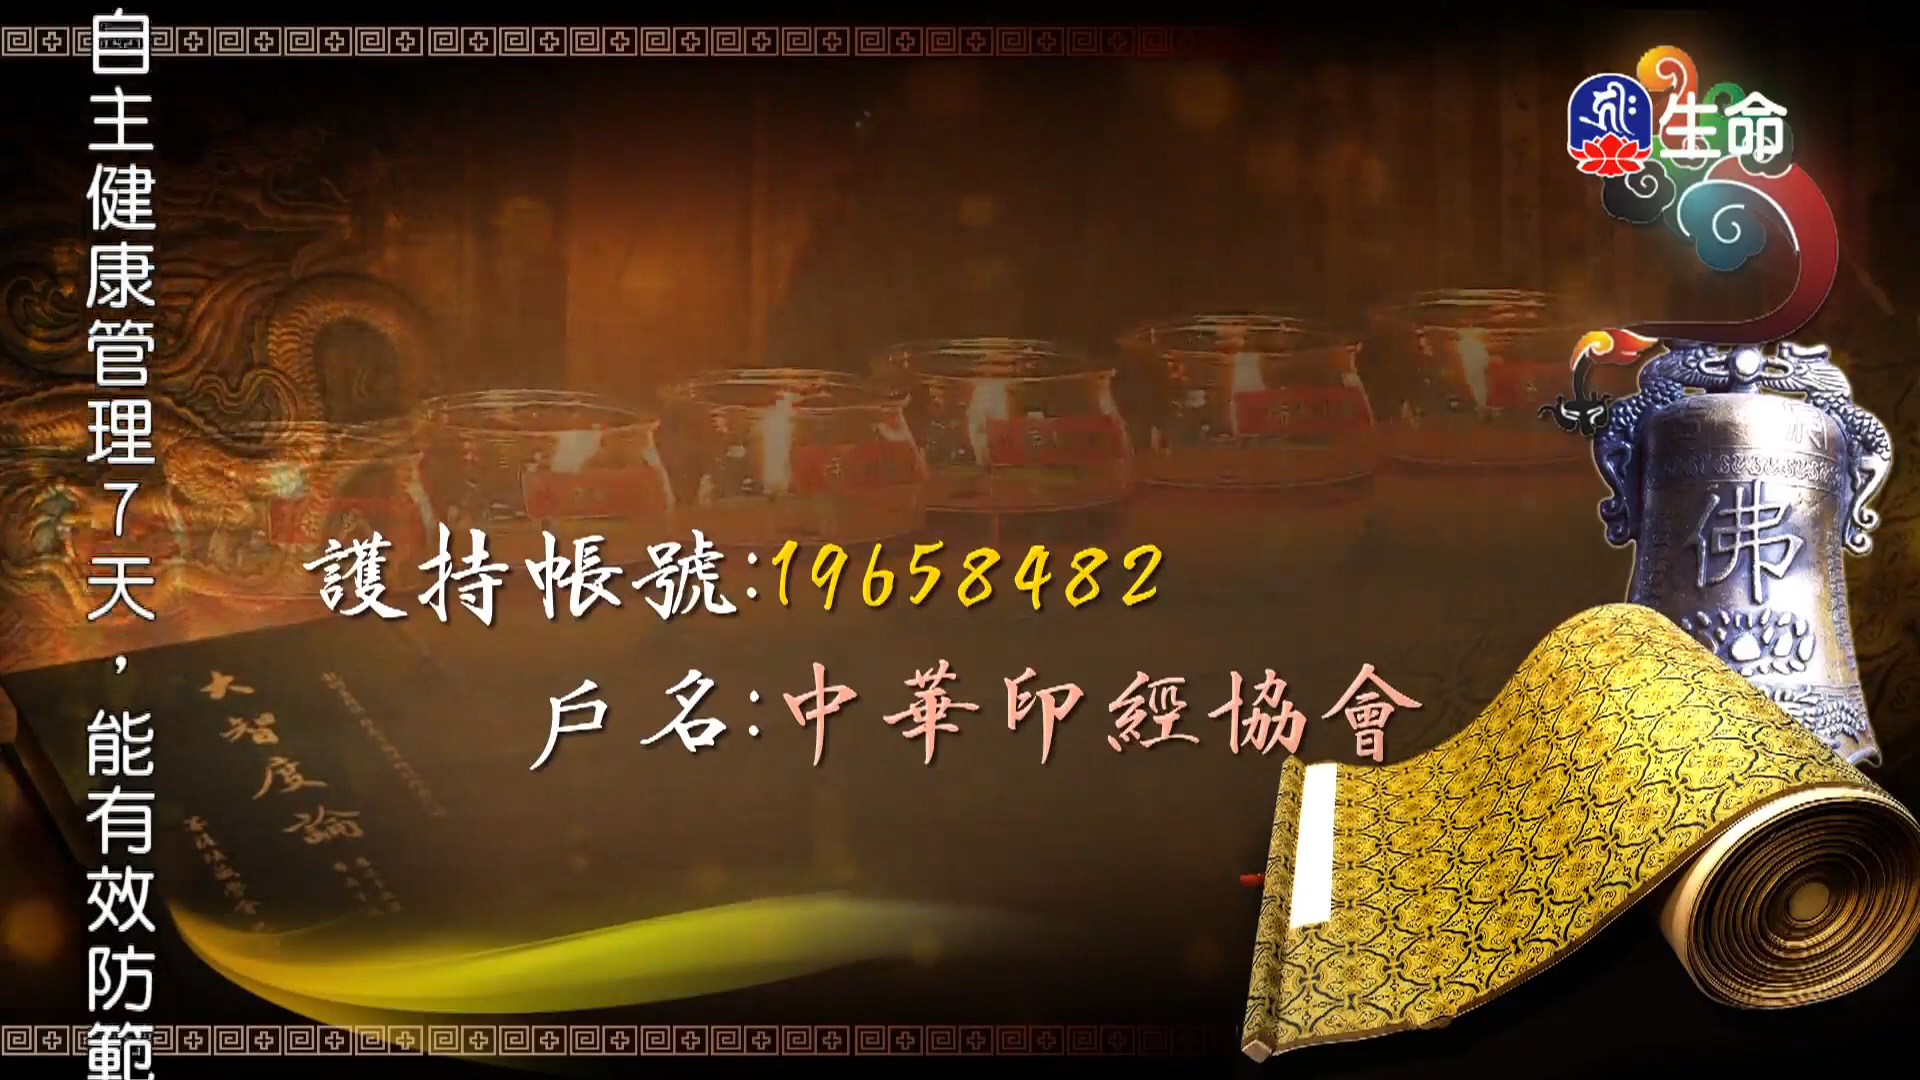 自主健康管理7天，能有效防範
生命
佛
護持帳號:19658482
戶名:中華印經協會
大智度論